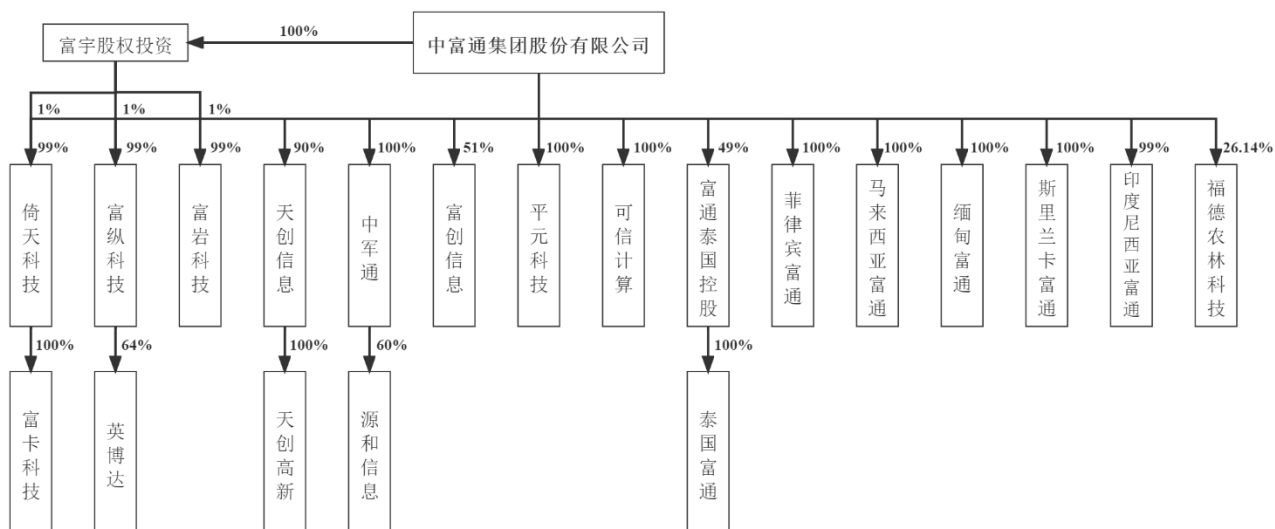 富宇股权投资
100%
中富通集团股份有限公司
1%
1%
1%
99%
99%
99%
90%
100%
51%
100%
100%
49%
100%
100%
100%
100%
99%
26.14%
倚天科技
富纵科技
富岩科技
天创信息
中军通
富创信息
平元科技
可信计算
富通泰国控股
菲律宾富通
马来西亚富通
缅甸富通
斯里兰卡富通
印度尼西亚富通
福德农林科技
100%
64%
100%
60%
100%
富卡科技
英博达
天创高新
源和信息
泰国富通